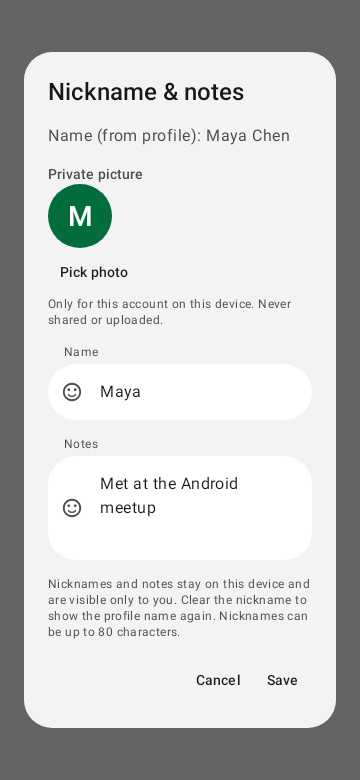 Nickname & notes
Name (from profile): Maya Chen
Private picture
M
Pick photo
Only for this account on this device. Never
shared or uploaded.
Name
Maya
Notes
Met at the Android
meetup
Nicknames and notes stay on this device and
are visible only to you. Clear the nickname to
show the profile name again. Nicknames can
be up to 80 characters.
Cancel Save